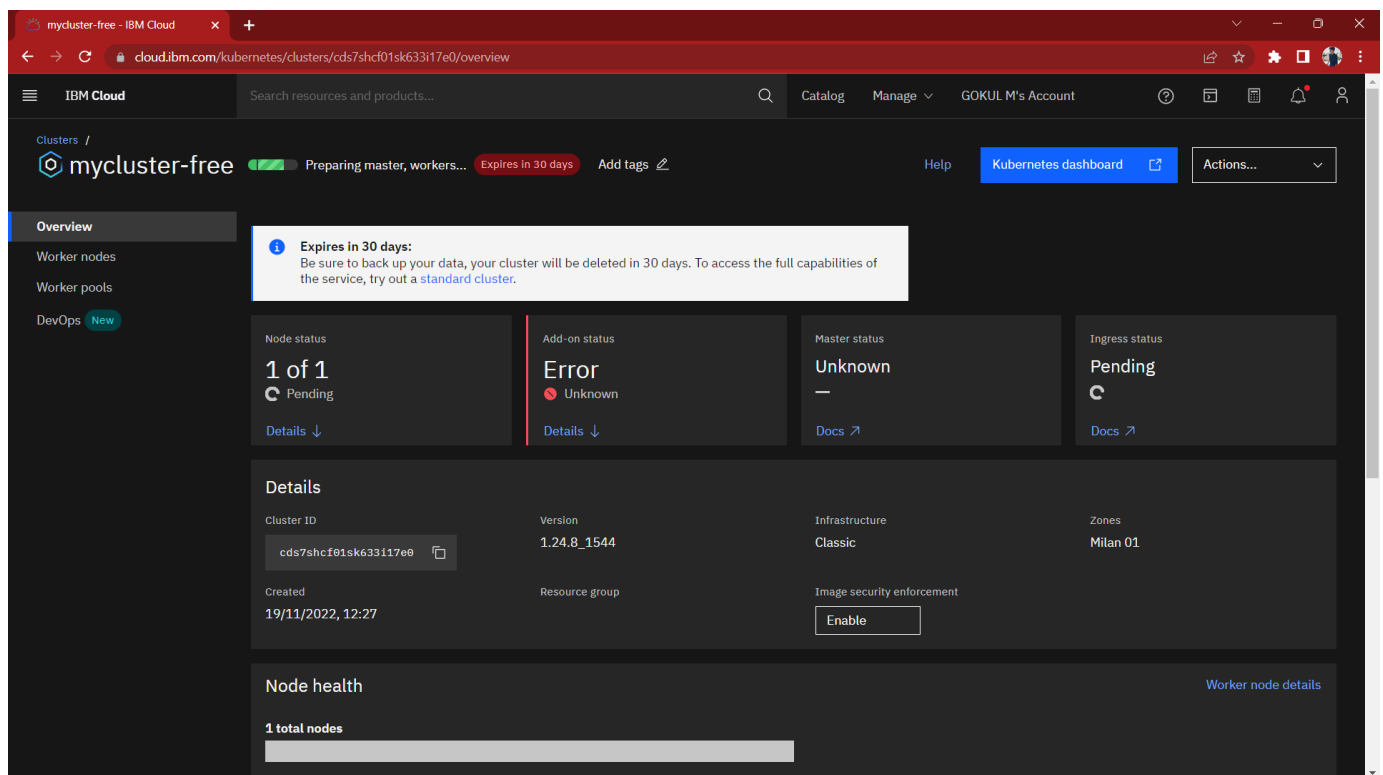 mycluster-free - IBM Cloud
cloud.ibm.com/kubernetes/clusters/cds7shcf01sk633i17e0/overview
IBM Cloud
Search resources and products...
Catalog
Manage
GOKUL M's Account
Clusters /
mycluster-free
Preparing master, workers...
Expires in 30 days
Add tags
Help
Kubernetes dashboard
Actions...
Overview
Worker nodes
Worker pools
DevOps New
Expires in 30 days:
Be sure to back up your data, your cluster will be deleted in 30 days. To access the full capabilities of
the service, try out a standard cluster.
Node status
1 of 1
Pending
Details ↓
Add-on status
Error
Unknown
Details ↓
Master status
Unknown
—
Docs ↗
Ingress status
Pending
Docs ↗
Details
Cluster ID
cds7shcf01sk633i17e0
Version
1.24.8_1544
Infrastructure
Classic
Zones
Milan 01
Created
19/11/2022, 12:27
Resource group
Image security enforcement
Enable
Node health
Worker node details
1 total nodes